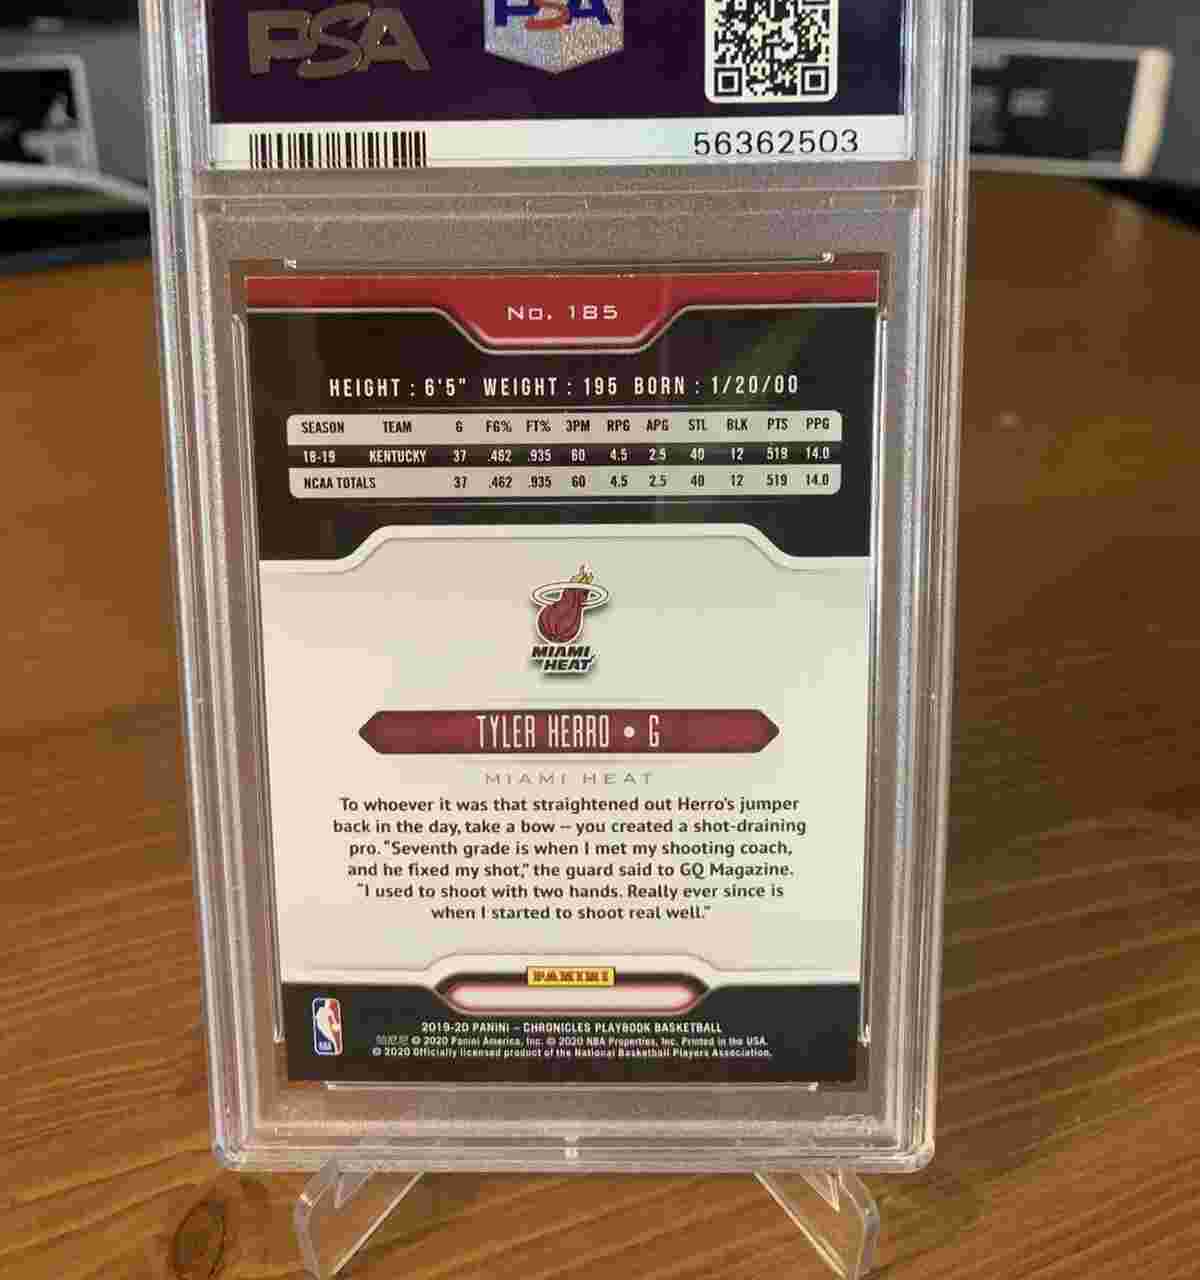 PSA
PSA
56362503
No. 185
HEIGHT : 6'5" WEIGHT : 195 BORN : 1/20/00
SEASON TEAM G FG% FT% 3PM RPG APG STL BLK PTS PPG
18-19 KENTUCKY 37 .462 .935 60 4.5 2.5 40 12 519 14.0
NCAA TOTALS 37 .462 .935 60 4.5 2.5 40 12 519 14.0
MIAMI
HEAT
TYLER HERRO • G
MIAMI HEAT
To whoever it was that straightened out Herro's jumper
back in the day, take a bow – you created a shot-draining
pro. "Seventh grade is when I met my shooting coach,
and he fixed my shot," the guard said to GQ Magazine.
"I used to shoot with two hands. Really ever since is
when I started to shoot real well."
PANINI
2019-20 PANINI – CHRONICLES PLAYBOOK BASKETBALL
© 2020 Panini America, Inc. © 2020 NBA Properties, Inc. Printed in the USA.
© 2020 Officially licensed product of the National Basketball Players Association.
NBA